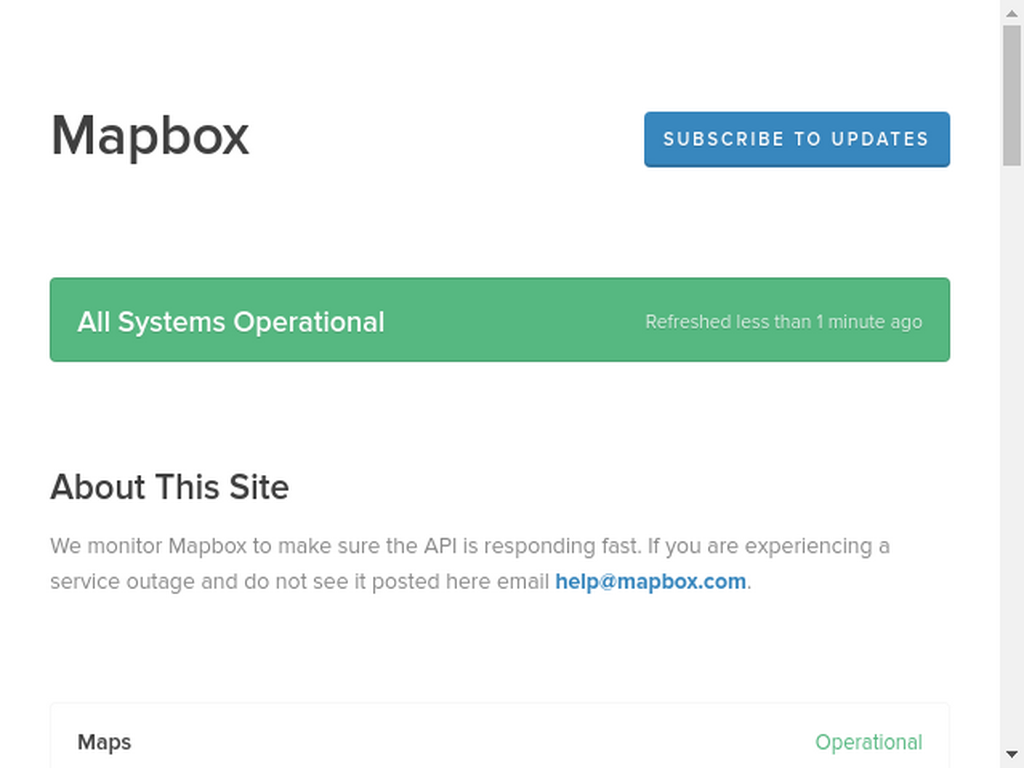 Mapbox
SUBSCRIBE TO UPDATES
All Systems Operational
Refreshed less than 1 minute ago
About This Site
We monitor Mapbox to make sure the API is responding fast. If you are experiencing a
service outage and do not see it posted here email help@mapbox.com.
Maps
Operational